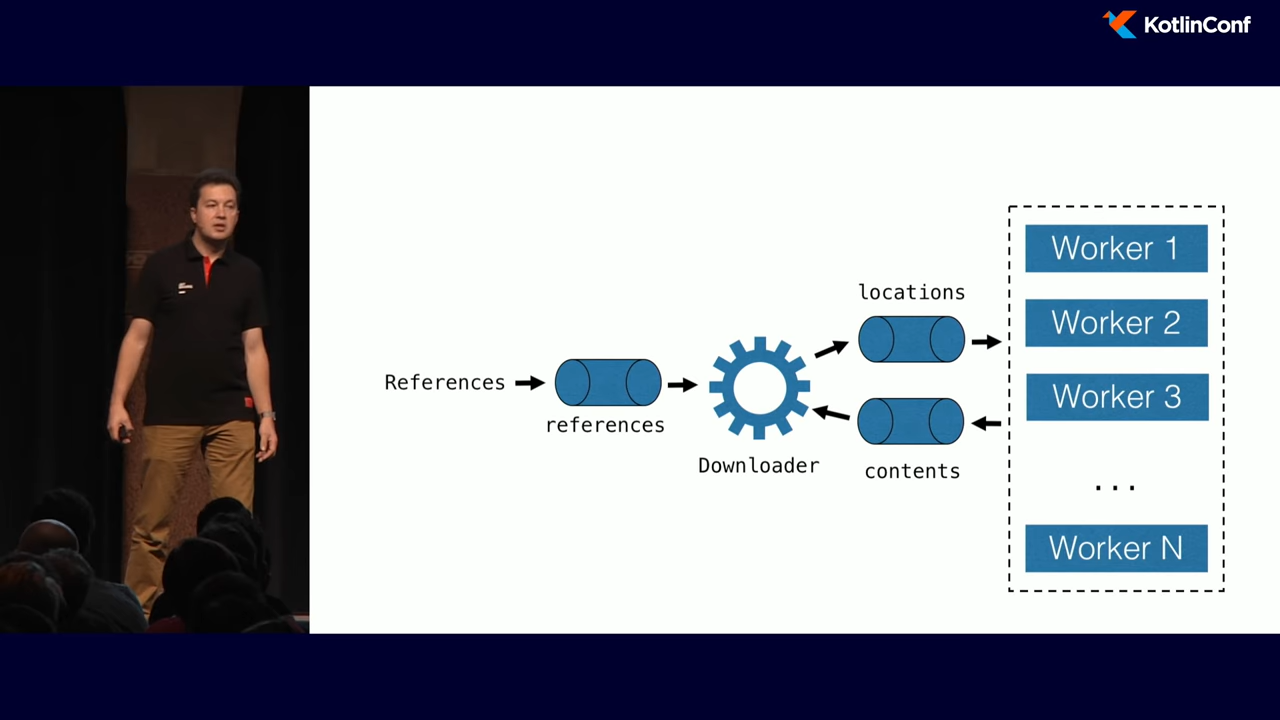 KotlinConf
References
references
Downloader
locations
contents
Worker 1
Worker 2
Worker 3
...
Worker N